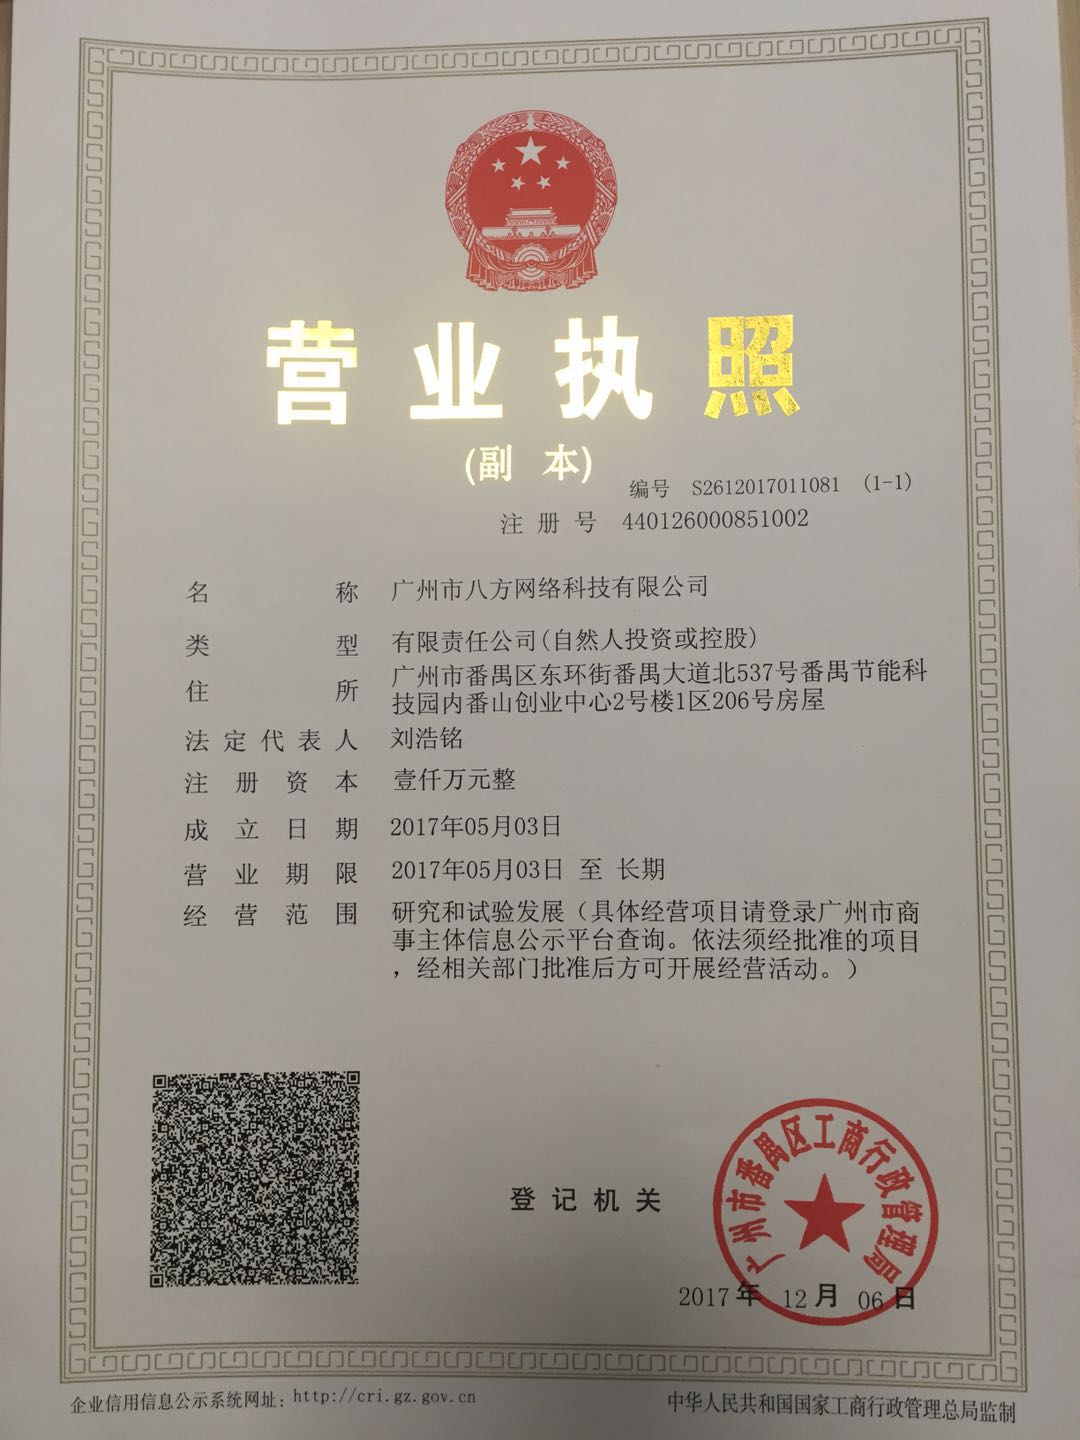 营业执照
(副 本)
编号 S2612017011081 (1-1)
注册号 440126000851002
名称 广州市八方网络科技有限公司
类型 有限责任公司(自然人投资或控股)
住所 广州市番禺区东环街番禺大道北537号番禺节能科
技园内番山创业中心2号楼1区206号房屋
法定代表人 刘浩铭
注册资本 壹仟万元整
成立日期 2017年05月03日
营业期限 2017年05月03日 至 长期
经营范围 研究和试验发展（具体经营项目请登录广州市商
事主体信息公示平台查询。依法须经批准的项目
，经相关部门批准后方可开展经营活动。）
登记机关
广州市番禺区工商行政管理局
2017年 12月 06日
企业信用信息公示系统网址：http://cri.gz.gov.cn
中华人民共和国国家工商行政管理总局监制